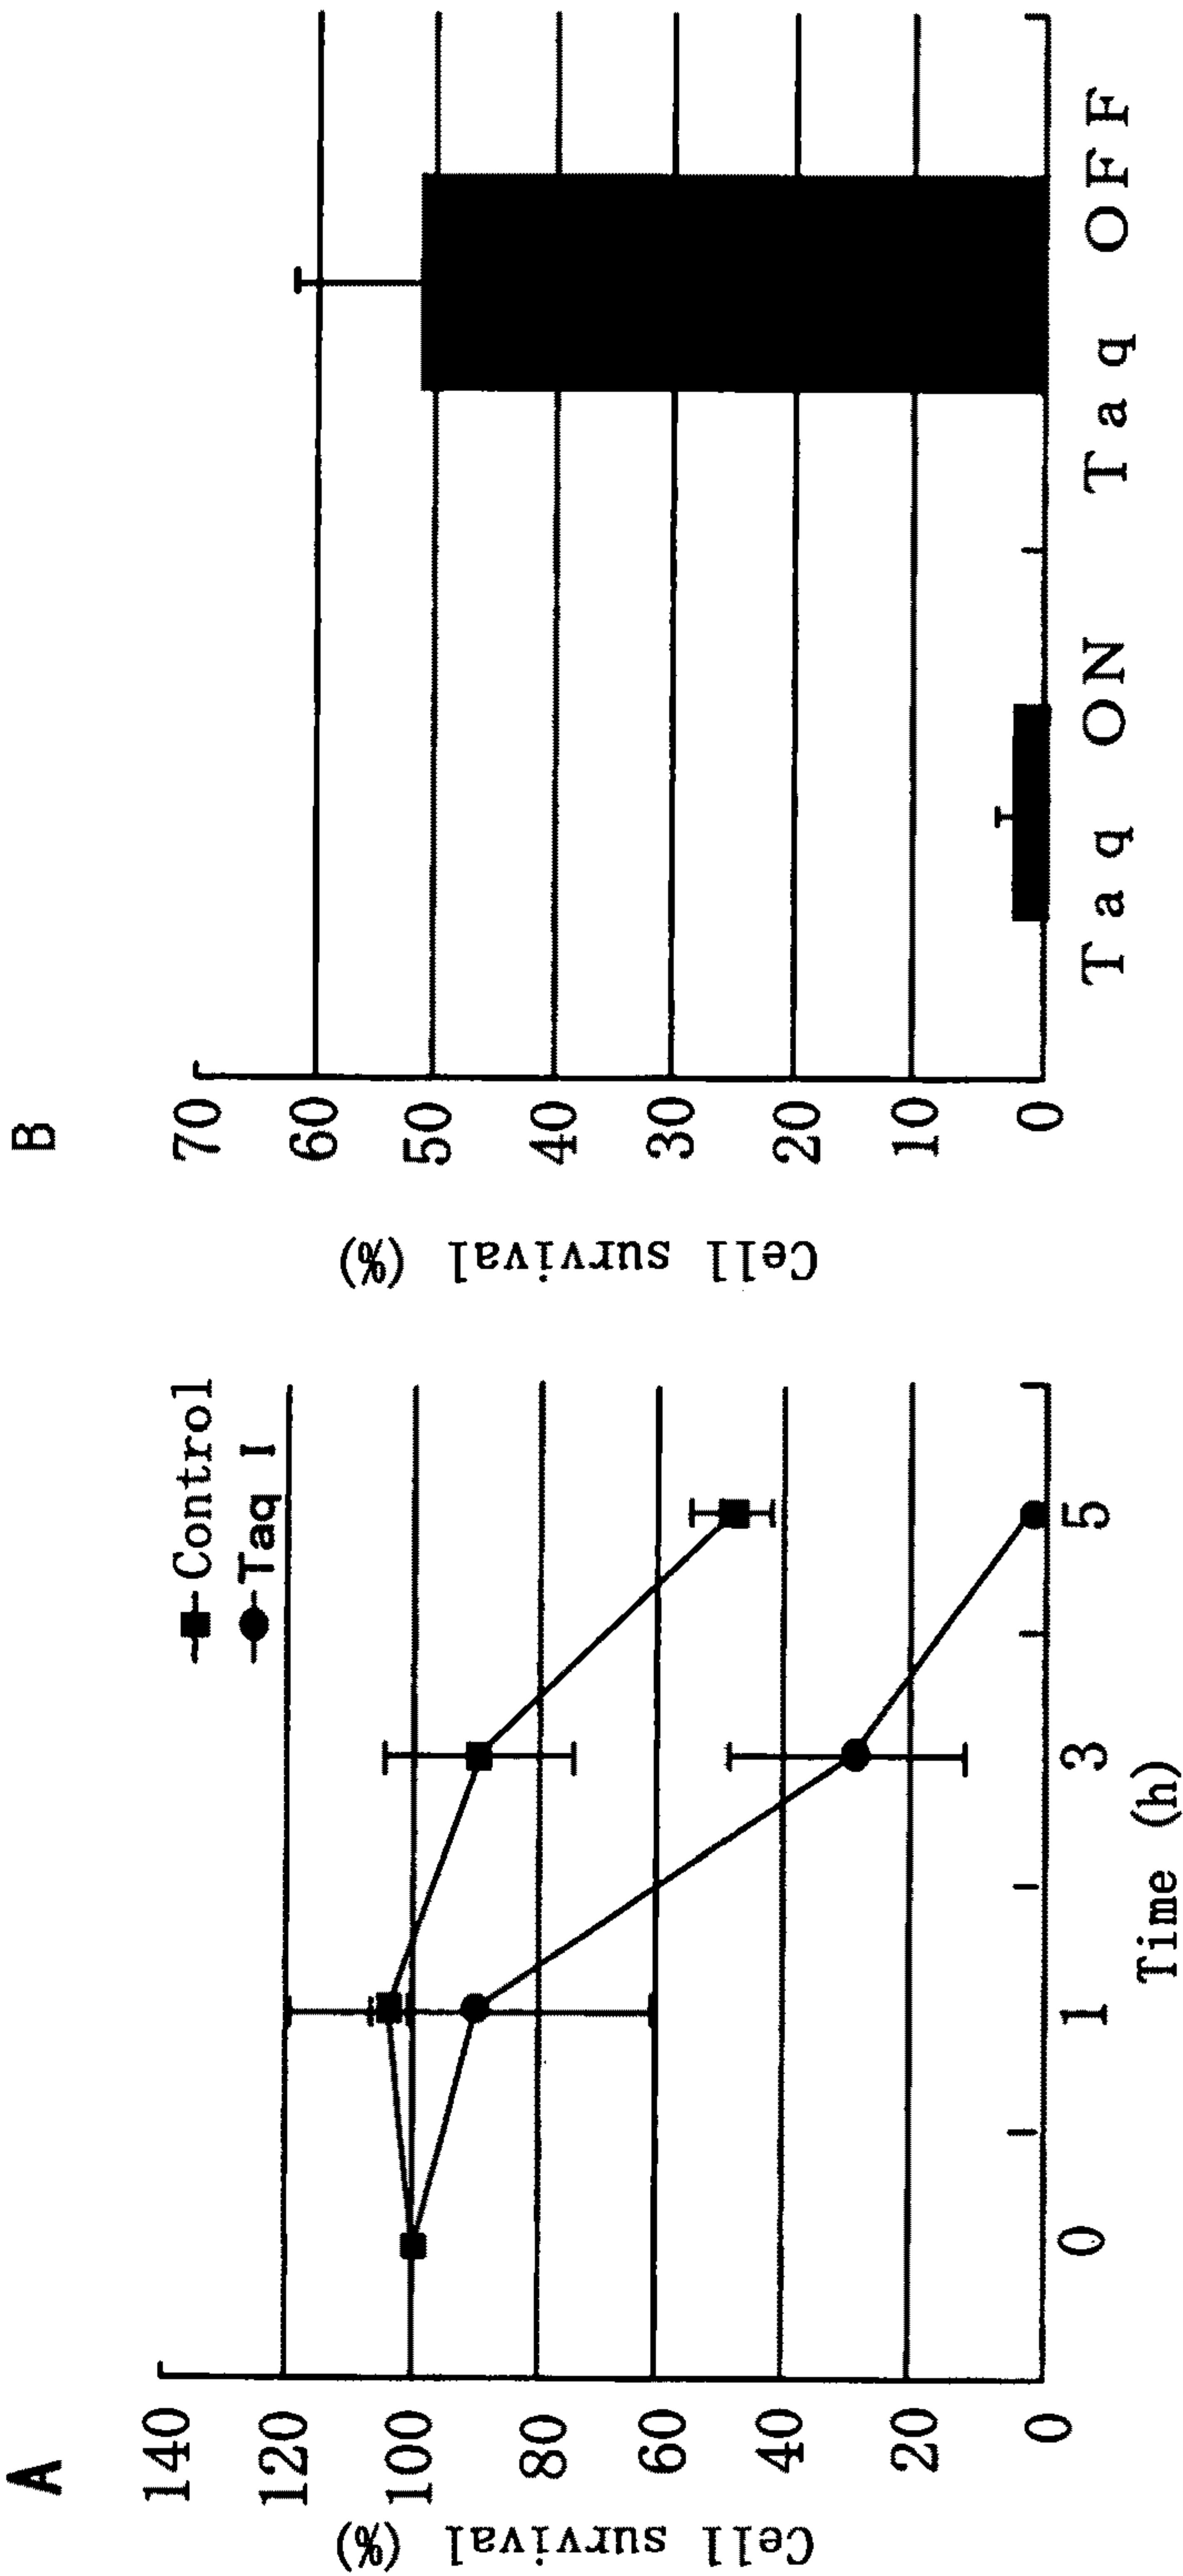 A
Cell survival (%)
140
120
100
80
60
40
20
0
0 1 3 5
Time (h)
Control
Taq I
B
Cell survival (%)
70
60
50
40
30
20
10
0
Taq ON Taq OFF